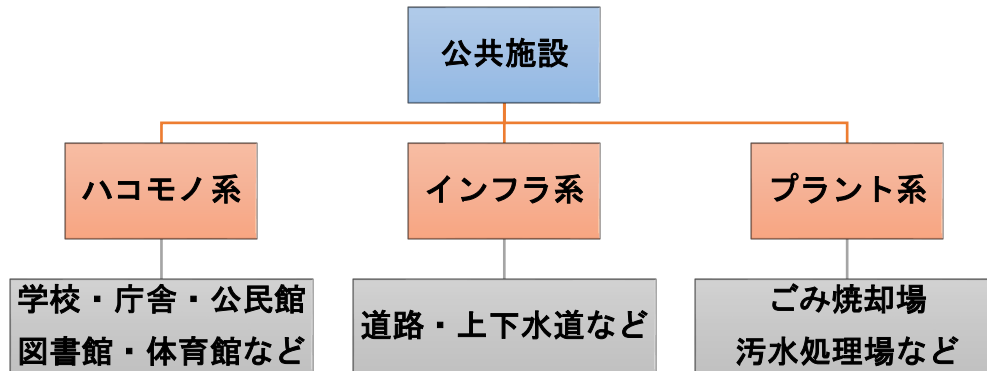 公共施設
ハコモノ系
インフラ系
プラント系
学校・庁舎・公民館
図書館・体育館など
道路・上下水道など
ごみ焼却場
汚水処理場など